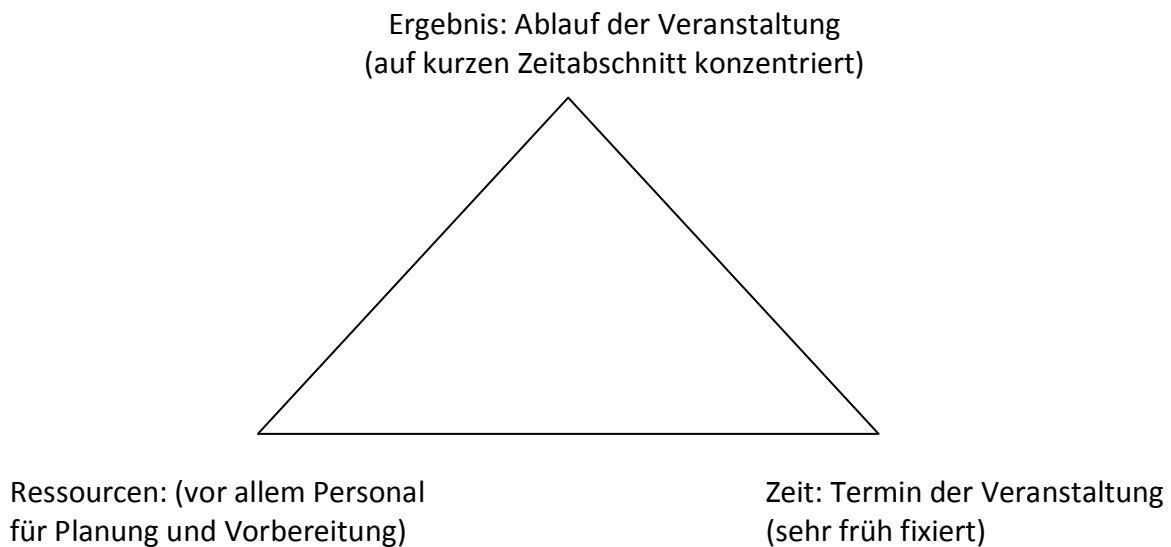 Ergebnis: Ablauf der Veranstaltung
(auf kurzen Zeitabschnitt konzentriert)
Ressourcen: (vor allem Personal
für Planung und Vorbereitung)
Zeit: Termin der Veranstaltung
(sehr früh fixiert)